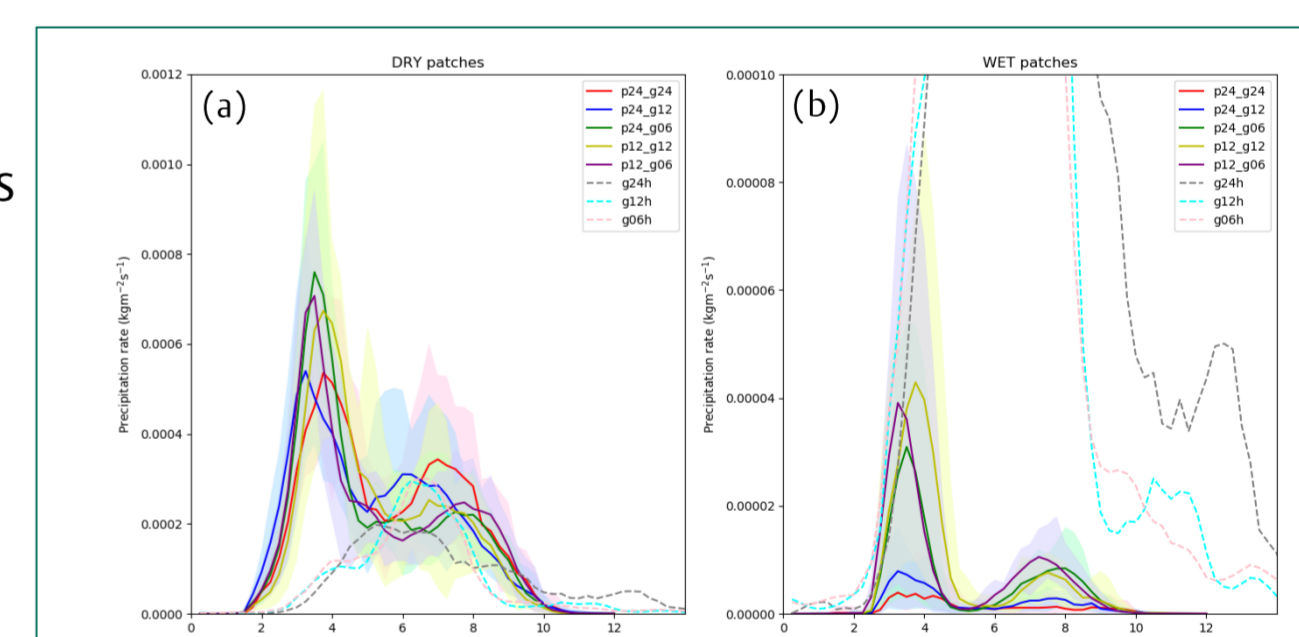 s
DRY patches
(a)
0.0012
0.0010
0.0008
0.0006
0.0004
0.0002
0.0000
Precipitation rate (kgm⁻²s⁻¹)
0 2 4 6 8 10 12
p24_g24
p24_g12
p24_g06
p12_g12
p12_g06
g24h
g12h
g06h
WET patches
(b)
0.00010
0.00008
0.00006
0.00004
0.00002
0.00000
Precipitation rate (kgm⁻²s⁻¹)
0 2 4 6 8 10 12
p24_g24
p24_g12
p24_g06
p12_g12
p12_g06
g24h
g12h
g06h